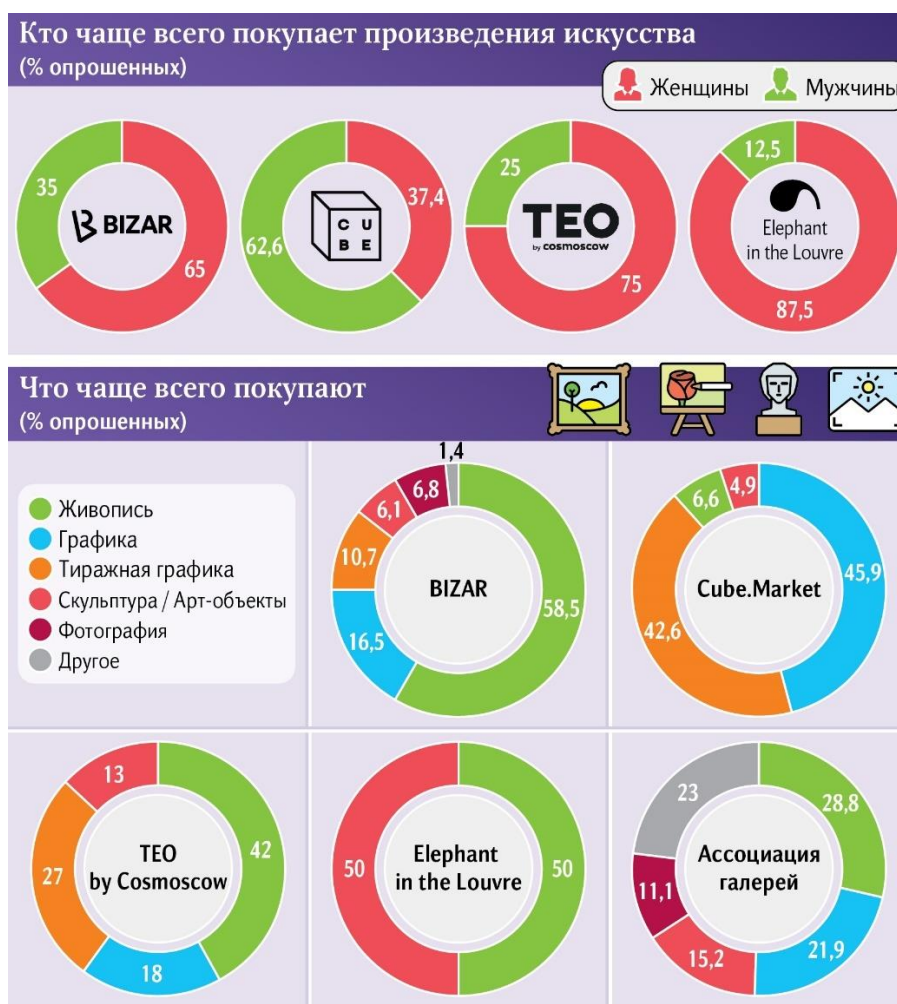 Кто чаще всего покупает произведения искусства
(% опрошенных)
Женщины Мужчины
35
BIZAR
65
62,6
CUBE
37,4
25
TEO
by cosmoscow
75
12,5
Elephant
in the Louvre
87,5
Что чаще всего покупают
(% опрошенных)
Живопись
Графика
Тиражная графика
Скульптура / Арт-объекты
Фотография
Другое
1,4
6,8
6,1
10,7
BIZAR
58,5
16,5
6,6
4,9
Cube.Market
45,9
42,6
13
TEO
by Cosmoscow
42
27
18
50
Elephant
in the Louvre
50
23
28,8
Ассоциация
галерей
11,1
15,2
21,9